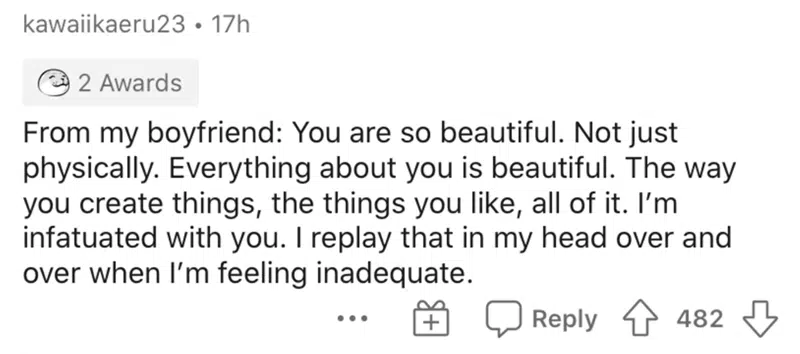 kawaiikaeru23 • 17h
2 Awards
From my boyfriend: You are so beautiful. Not just
physically. Everything about you is beautiful. The way
you create things, the things you like, all of it. I’m
infatuated with you. I replay that in my head over and
over when I’m feeling inadequate.
... Reply 482